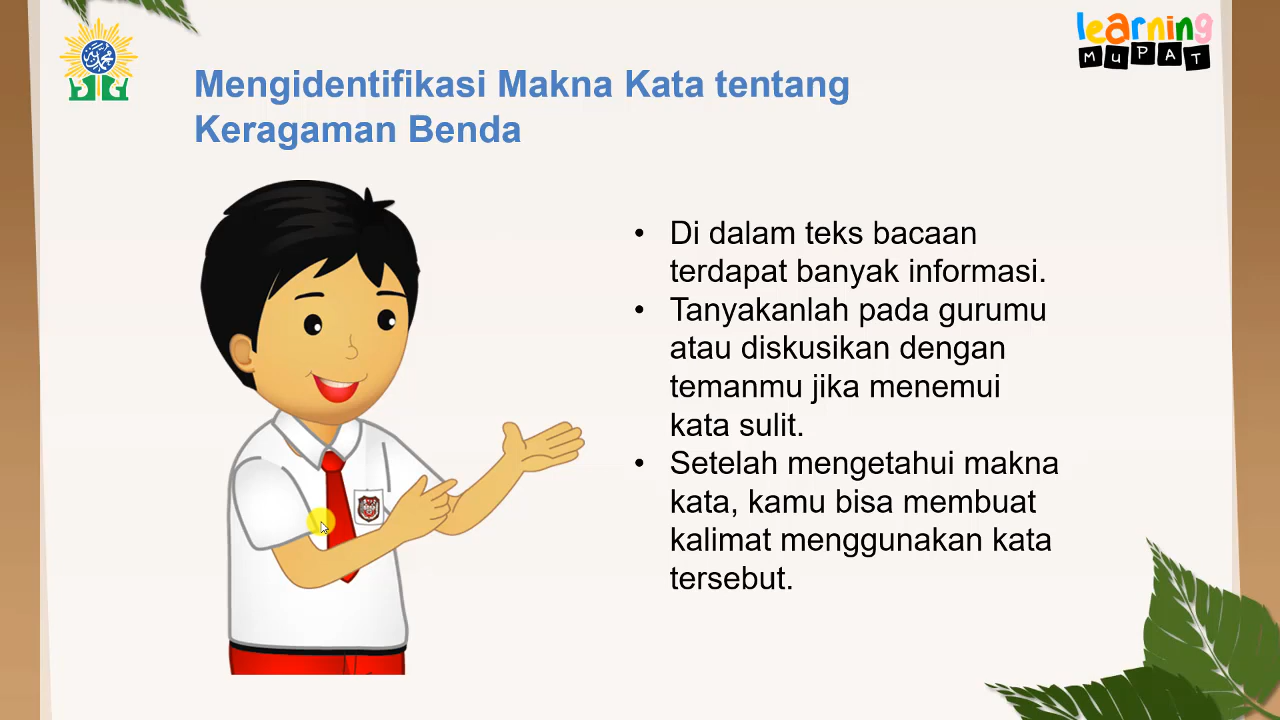 learning
MUPAT
Mengidentifikasi Makna Kata tentang
Keragaman Benda
• Di dalam teks bacaan
terdapat banyak informasi.
• Tanyakanlah pada gurumu
atau diskusikan dengan
temanmu jika menemui
kata sulit.
• Setelah mengetahui makna
kata, kamu bisa membuat
kalimat menggunakan kata
tersebut.